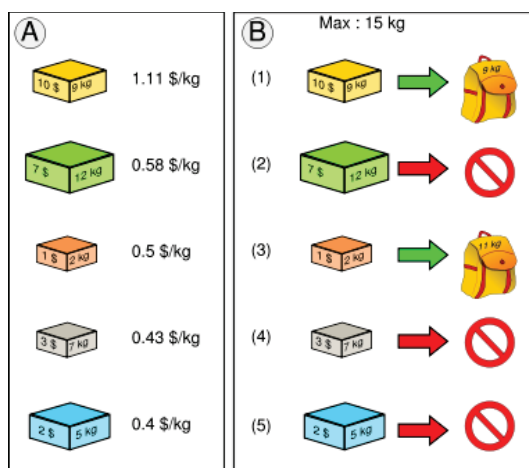 A
10 $ 9 kg 1.11 $/kg
7 $ 12 kg 0.58 $/kg
1 $ 2 kg 0.5 $/kg
3 $ 7 kg 0.43 $/kg
2 $ 5 kg 0.4 $/kg
B
Max : 15 kg
(1) 10 $ 9 kg 9 kg
(2) 7 $ 12 kg
(3) 1 $ 2 kg 11 kg
(4) 3 $ 7 kg
(5) 2 $ 5 kg